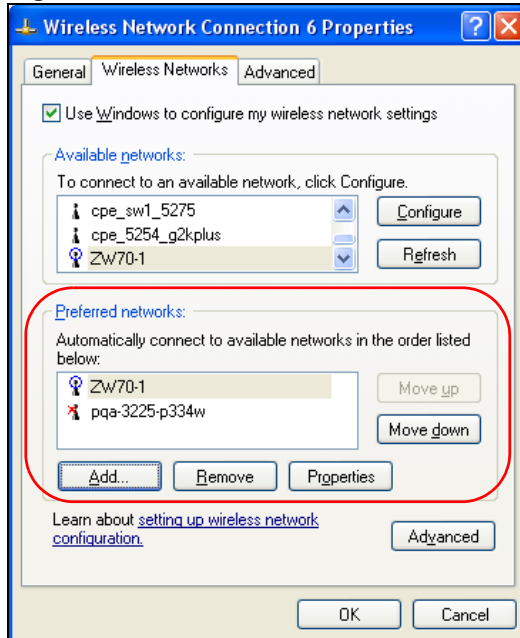 Wireless Network Connection 6 Properties
General
Wireless Networks
Advanced
Use Windows to configure my wireless network settings
Available networks:
To connect to an available network, click Configure.
cpe_sw1_5275
cpe_5254_g2kplus
ZW70-1
Configure
Refresh
Preferred networks:
Automatically connect to available networks in the order listed
below:
ZW70-1
pqa-3225-p334w
Move up
Move down
Add...
Remove
Properties
Learn about setting up wireless network
configuration.
Advanced
OK
Cancel